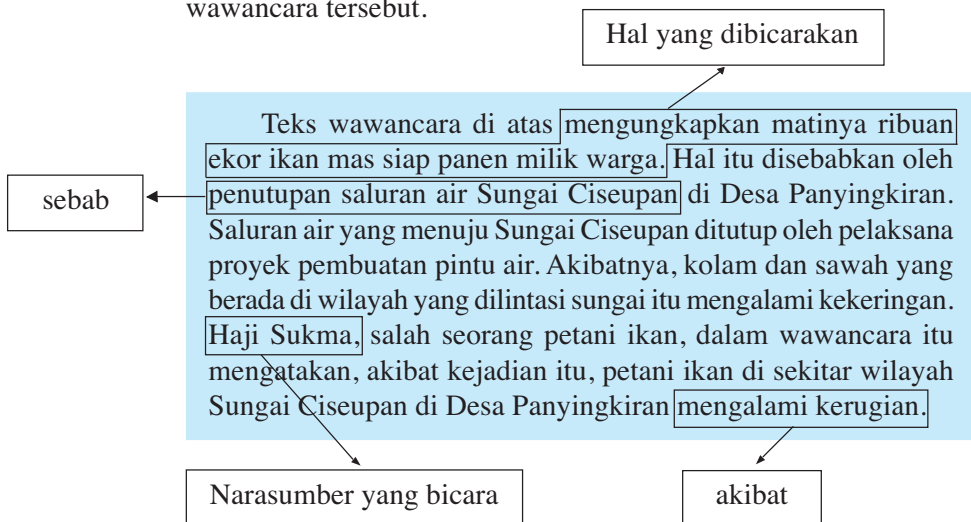 wawancara tersebut.
Hal yang dibicarakan
Teks wawancara di atas mengungkapkan matinya ribuan
ekor ikan mas siap panen milik warga. Hal itu disebabkan oleh
sebab
penutupan saluran air Sungai Ciseupan di Desa Panyingkiran.
Saluran air yang menuju Sungai Ciseupan ditutup oleh pelaksana
proyek pembuatan pintu air. Akibatnya, kolam dan sawah yang
berada di wilayah yang dilintasi sungai itu mengalami kekeringan.
Haji Sukma, salah seorang petani ikan, dalam wawancara itu
mengatakan, akibat kejadian itu, petani ikan di sekitar wilayah
Sungai Ciseupan di Desa Panyingkiran mengalami kerugian.
Narasumber yang bicara
akibat